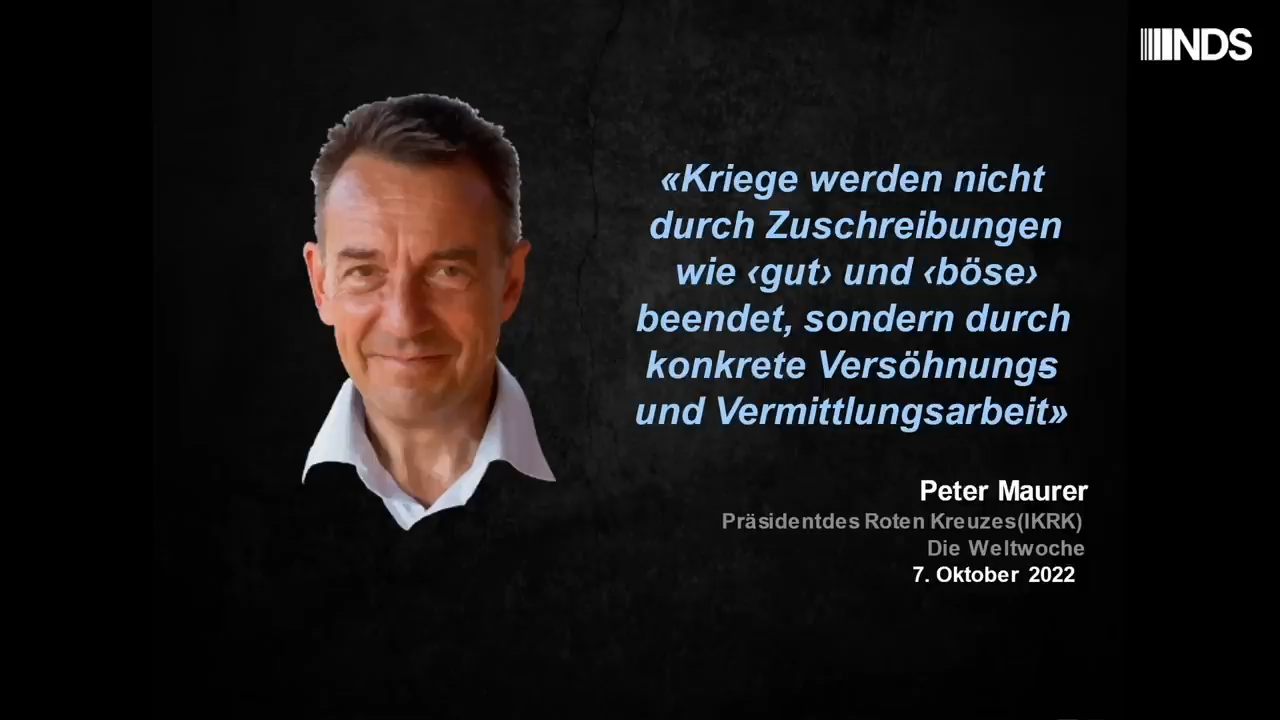 NDS
«Kriege werden nicht
durch Zuschreibungen
wie ‹gut› und ‹böse›
beendet, sondern durch
konkrete Versöhnungs-
und Vermittlungsarbeit»
Peter Maurer
Präsidentdes Roten Kreuzes(IKRK)
Die Weltwoche
7. Oktober 2022